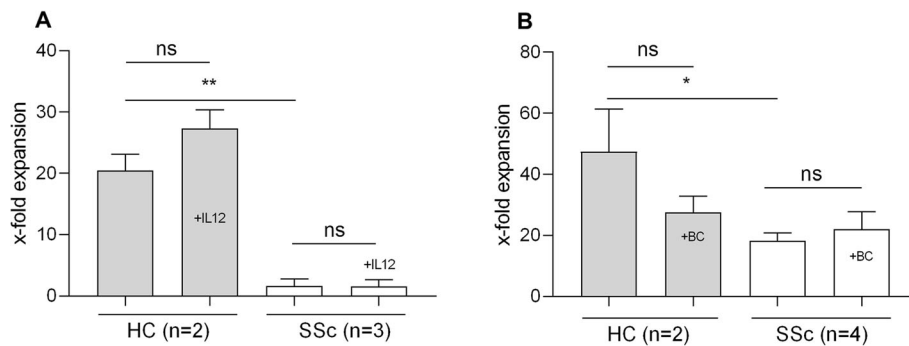 A
x-fold expansion
40
30
20
10
0
ns
**
+IL12
ns
+IL12
HC (n=2)
SSc (n=3)
B
x-fold expansion
80
60
40
20
0
ns
*
ns
+BC
+BC
HC (n=2)
SSc (n=4)